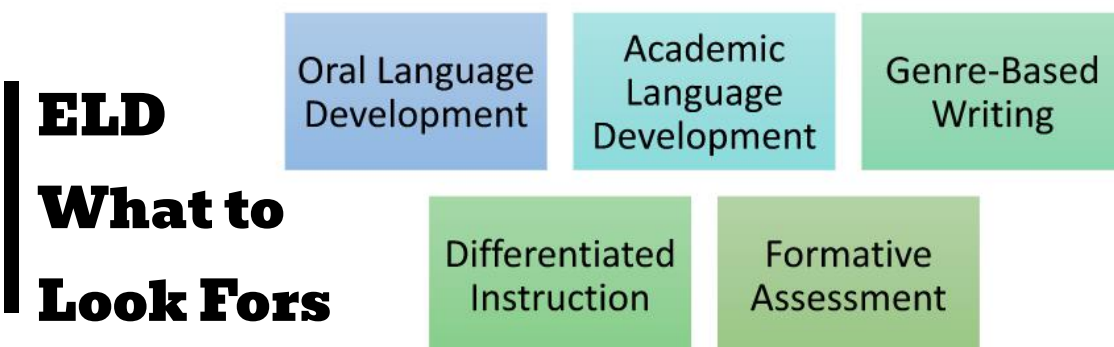 ELD
What to
Look Fors
Oral Language
Development
Academic
Language
Development
Genre-Based
Writing
Differentiated
Instruction
Formative
Assessment